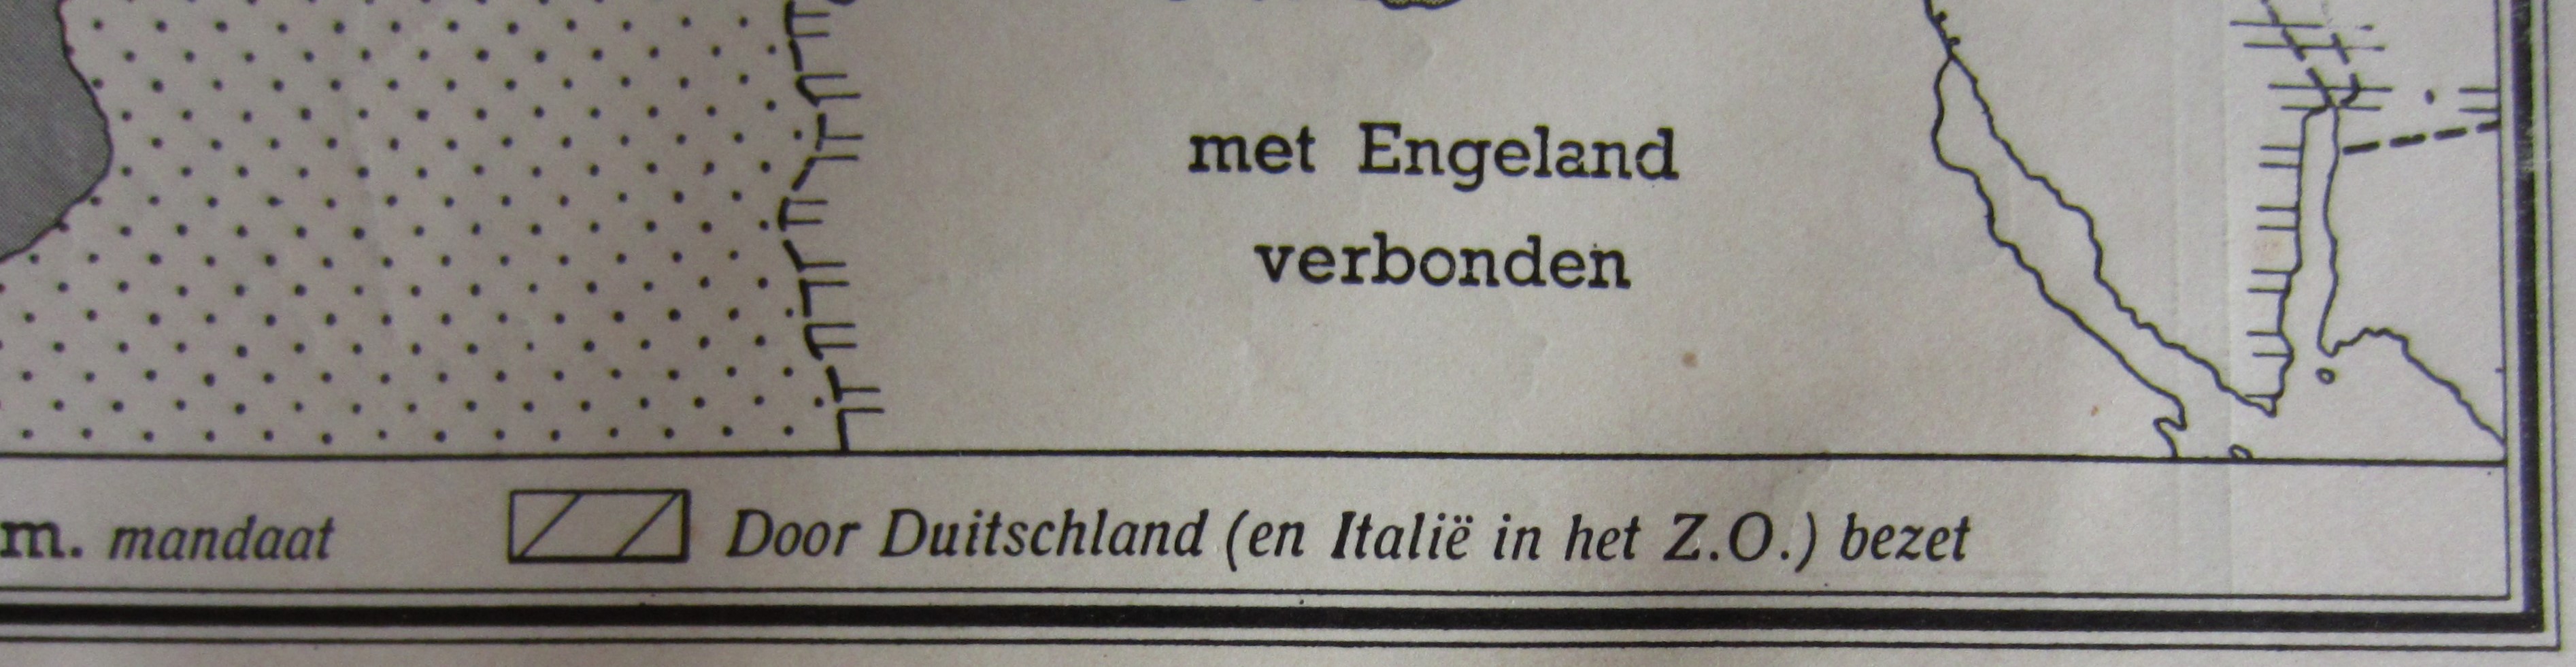 met Engeland
verbonden
m. mandaat
Door Duitschland (en Italië in het Z.O.) bezet